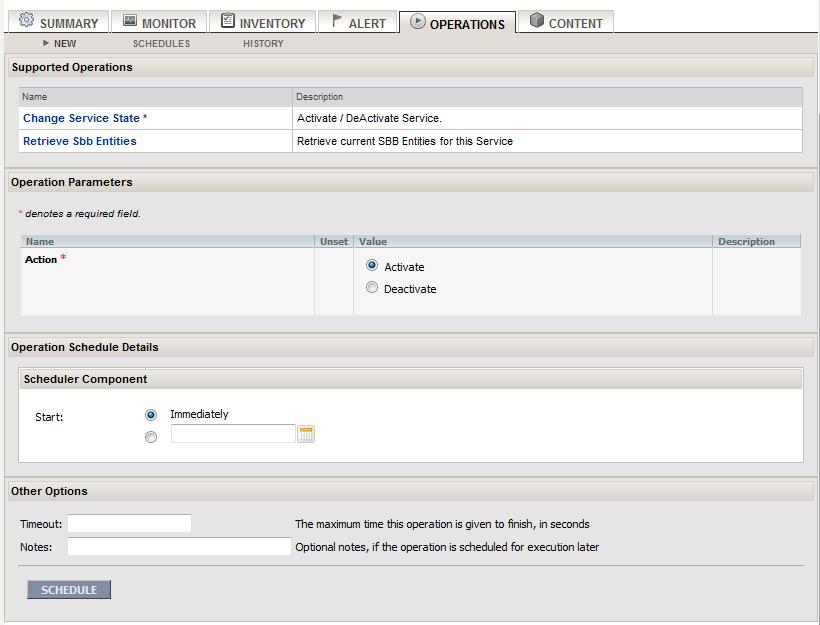 SUMMARY MONITOR INVENTORY ALERT OPERATIONS CONTENT
NEW SCHEDULES HISTORY
Supported Operations
Name Description
Change Service State * Activate / DeActivate Service.
Retrieve Sbb Entities Retrieve current SBB Entities for this Service
Operation Parameters
* denotes a required field.
Name Unset Value Description
Action * Activate
Deactivate
Operation Schedule Details
Scheduler Component
Start: Immediately
Other Options
Timeout: The maximum time this operation is given to finish, in seconds
Notes: Optional notes, if the operation is scheduled for execution later
SCHEDULE